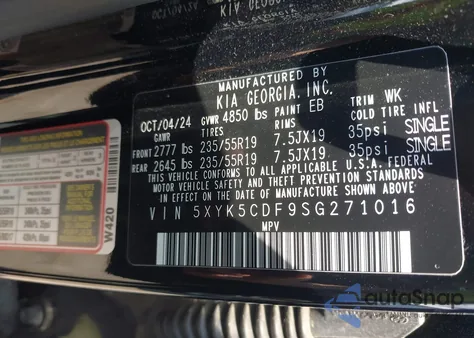 MANUFACTURED BY
KIA GEORGIA, INC.
OCT/04/24 GVWR 4850 lbs PAINT EB TRIM WK
GAWR TIRES RIMS COLD TIRE INFL
FRONT 2777 lbs 235/55R19 7.5JX19 35psi SINGLE
REAR 2645 lbs 235/55R19 7.5JX19 35psi SINGLE
THIS VEHICLE CONFORMS TO ALL APPLICABLE U.S.A. FEDERAL
MOTOR VEHICLE SAFETY AND THEFT PREVENTION STANDARDS
IN EFFECT ON THE DATE OF MANUFACTURE SHOWN ABOVE.
VIN 5XYK5CDF9SG271016
MPV
W420
autoSnap